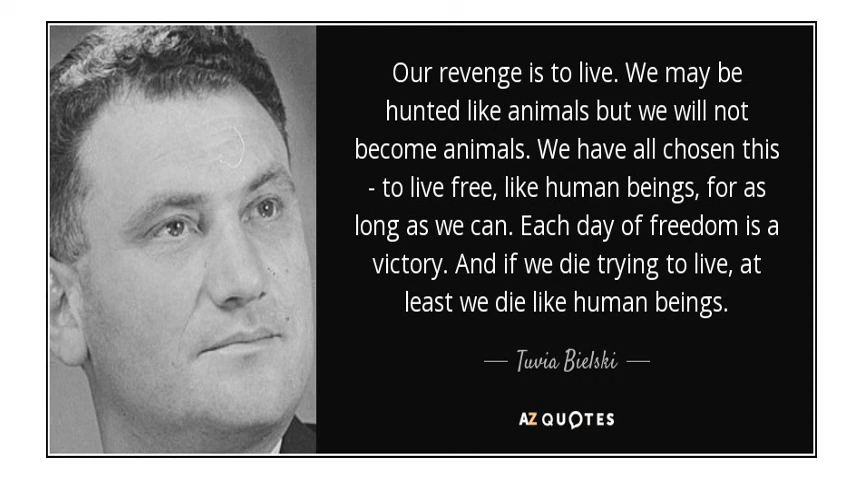 Our revenge is to live. We may be
hunted like animals but we will not
become animals. We have all chosen this
- to live free, like human beings, for as
long as we can. Each day of freedom is a
victory. And if we die trying to live, at
least we die like human beings.
— Tuvia Bielski —
AZ QUOTES